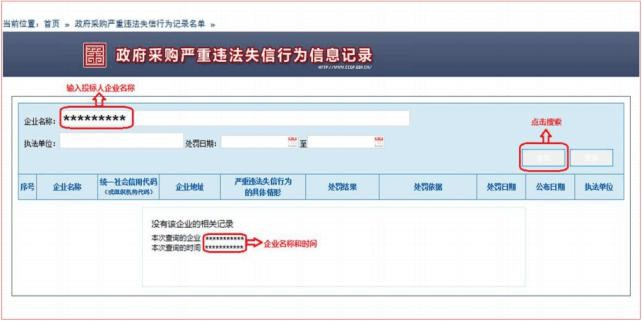 当前位置：首页 » 政府采购严重违法失信行为记录名单 »
政府采购严重违法失信行为信息记录
HTTP://WWW.CCGP.GOV.CN/
输入投标人企业名称
企业名称：*********
点击搜索
执法单位： 处罚日期： 至
序号 企业名称 统一社会信用代码（或组织机构代码） 企业地址 严重违法失信行为的具体情形 处罚结果 处罚依据 处罚日期 公布日期 执法单位
没有该企业的相关记录
本次查询的企业：***********
本次查询的时间：***********
企业名称和时间